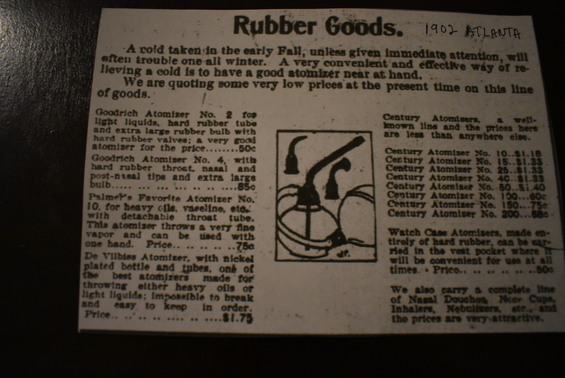 Rubber Goods.
1902 ATLANTA
A cold taken in the early Fall, unless given immediate attention, will
often trouble one all winter. A very convenient and effective way of re-
lieving a cold is to have a good atomizer near at hand.
We are quoting some very low prices at the present time on this line
of goods.
Goodrich Atomizer No. 2 for
light liquids, hard rubber tube
and extra large rubber bulb with
hard rubber valves; a very good
atomizer for the price.......50c
Goodrich Atomizer No. 4, with
hard rubber throat, nasal and
post-nasal tips and extra large
bulb.... .. .. .. .. ..85c
Palmer's Favorite Atomizer No.
10, for heavy oils, vaseline, etc.
with detachable throat tube.
This atomizer throws a very fine
vapor and can be used with
one hand. Price.. .. .. ..75c
De Vilbiss Atomizer, with nickel
plated bottle and tubes, one of
the best atomizers made for
throwing either heavy oils or
light liquids; impossible to break
and easy to keep in order.
Price.. .. .. .. .. ..$1.75
Century Atomizers, a well-
known line and the prices here
are less than anywhere else.
Century Atomizer No. 10.
Century Atomizer No. 15.
Century Atomizer No. 25.
Century Atomizer No. 40.
Century Atomizer No. 50.$1.40
Century Atomizer No. 100....60c
Century Atomizer No. 150....75c
Century Atomizer No. 200
Watch Case Atomizers, made en-
tirely of hard rubber, can be car-
ried in the vest pocket where it
will be convenient for use at all
times. Price..
We also carry a complete line
of Nasal Douches, Cups,
Inhalers, Nebulizers, etc., and
the prices are very attractive.